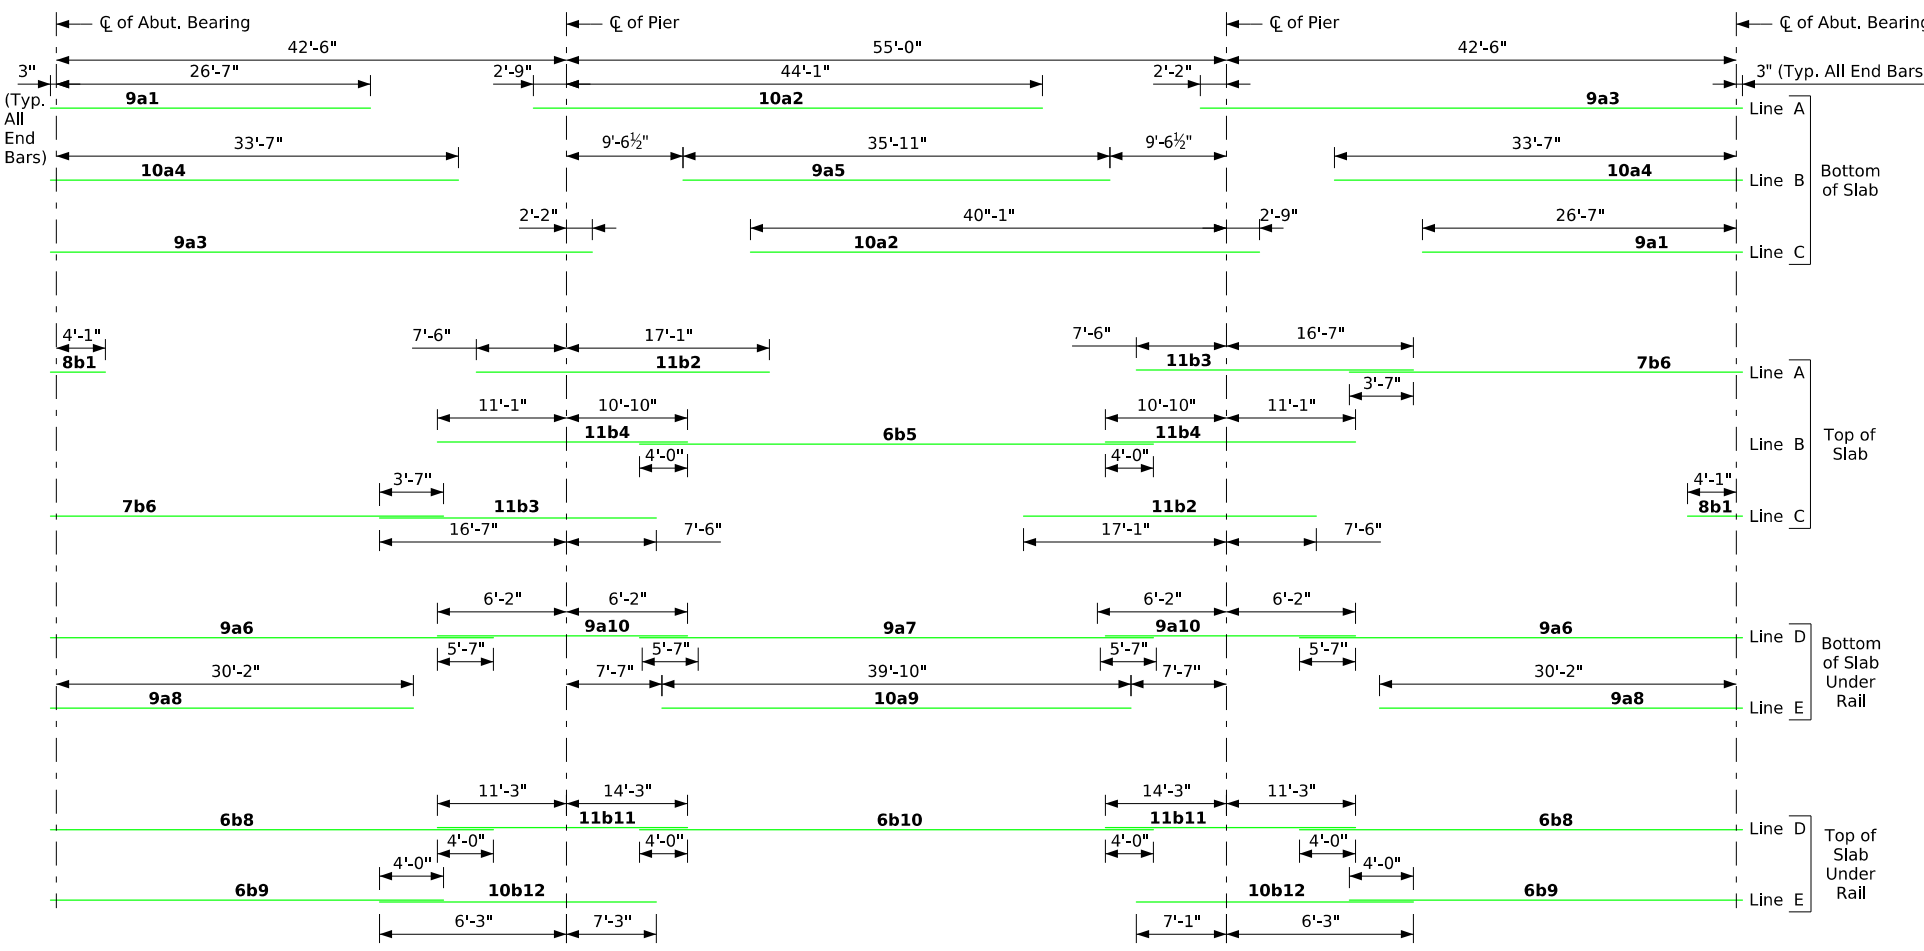 ℄ of Abut. Bearing
℄ of Pier
℄ of Pier
℄ of Abut. Bearing
42'-6"
55'-0"
42'-6"
3"
26'-7"
2'-9"
44'-1"
2'-2"
3" (Typ. All End Bars
(Typ.
All
End
Bars)
9a1
10a2
9a3
Line A
33'-7"
9'-6½"
35'-11"
9'-6½"
33'-7"
10a4
9a5
10a4
Line B
Bottom
of Slab
2'-2"
40"-1"
2'-9"
26'-7"
9a3
10a2
9a1
Line C
4'-1"
7'-6"
17'-1"
7'-6"
16'-7"
8b1
11b2
11b3
7b6
Line A
3'-7"
11'-1"
10'-10"
10'-10"
11'-1"
11b4
6b5
11b4
Line B
Top of
Slab
4'-0"
4'-0"
3'-7"
4'-1"
7b6
11b3
11b2
8b1
Line C
16'-7"
7'-6"
17'-1"
7'-6"
6'-2"
6'-2"
6'-2"
6'-2"
9a6
9a10
9a7
9a10
9a6
Line D
5'-7"
5'-7"
5'-7"
5'-7"
Bottom
of Slab
Under
Rail
30'-2"
7'-7"
39'-10"
7'-7"
30'-2"
9a8
10a9
9a8
Line E
11'-3"
14'-3"
14'-3"
11'-3"
6b8
11b11
6b10
11b11
6b8
Line D
4'-0"
4'-0"
4'-0"
4'-0"
Top of
Slab
Under
Rail
4'-0"
4'-0"
6b9
10b12
10b12
6b9
Line E
6'-3"
7'-3"
7'-1"
6'-3"